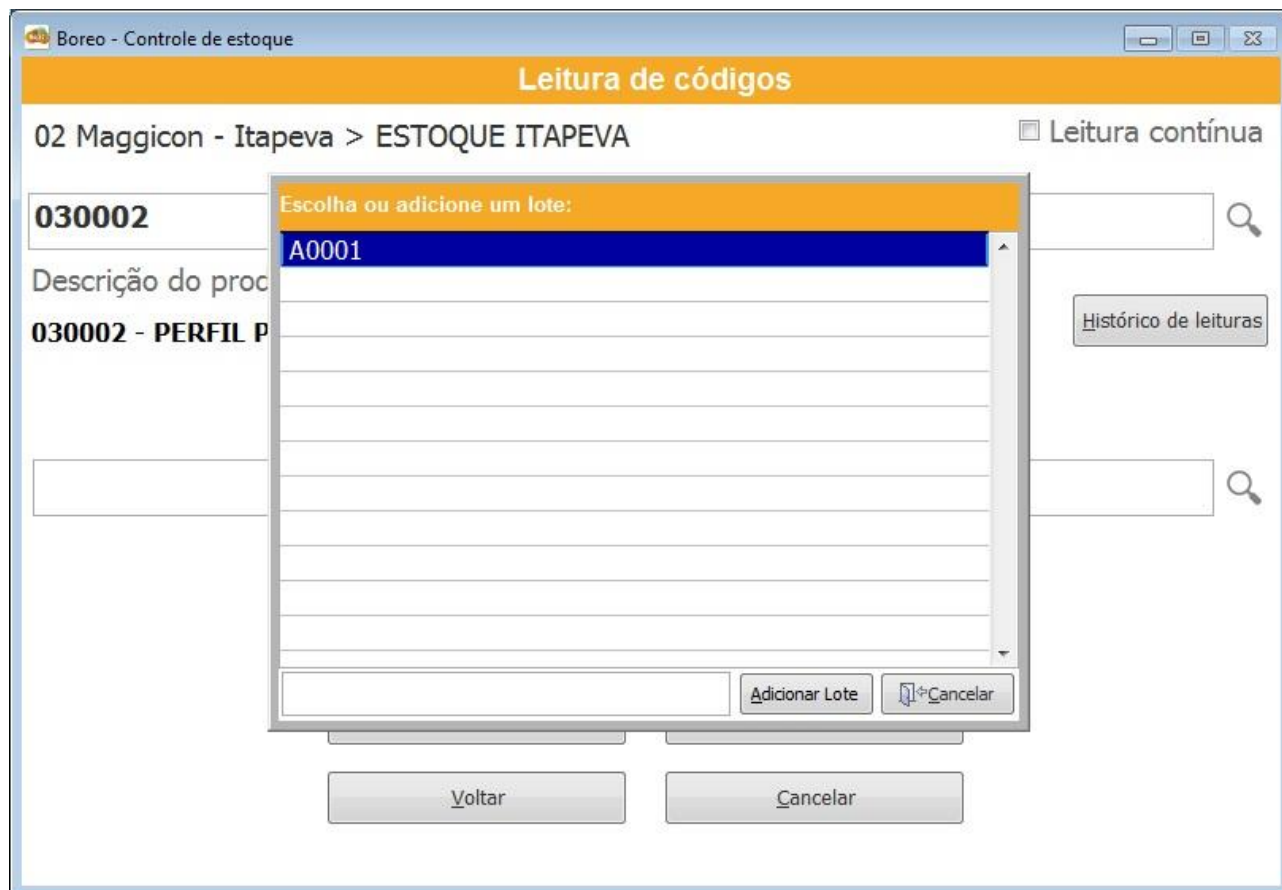 Boreo - Controle de estoque
Leitura de códigos
02 Maggicon - Itapeva > ESTOQUE ITAPEVA
Leitura contínua
030002
Escolha ou adicione um lote:
A0001
Descrição do prod
030002 - PERFIL P
Histórico de leituras
Adicionar Lote
Cancelar
Voltar
Cancelar